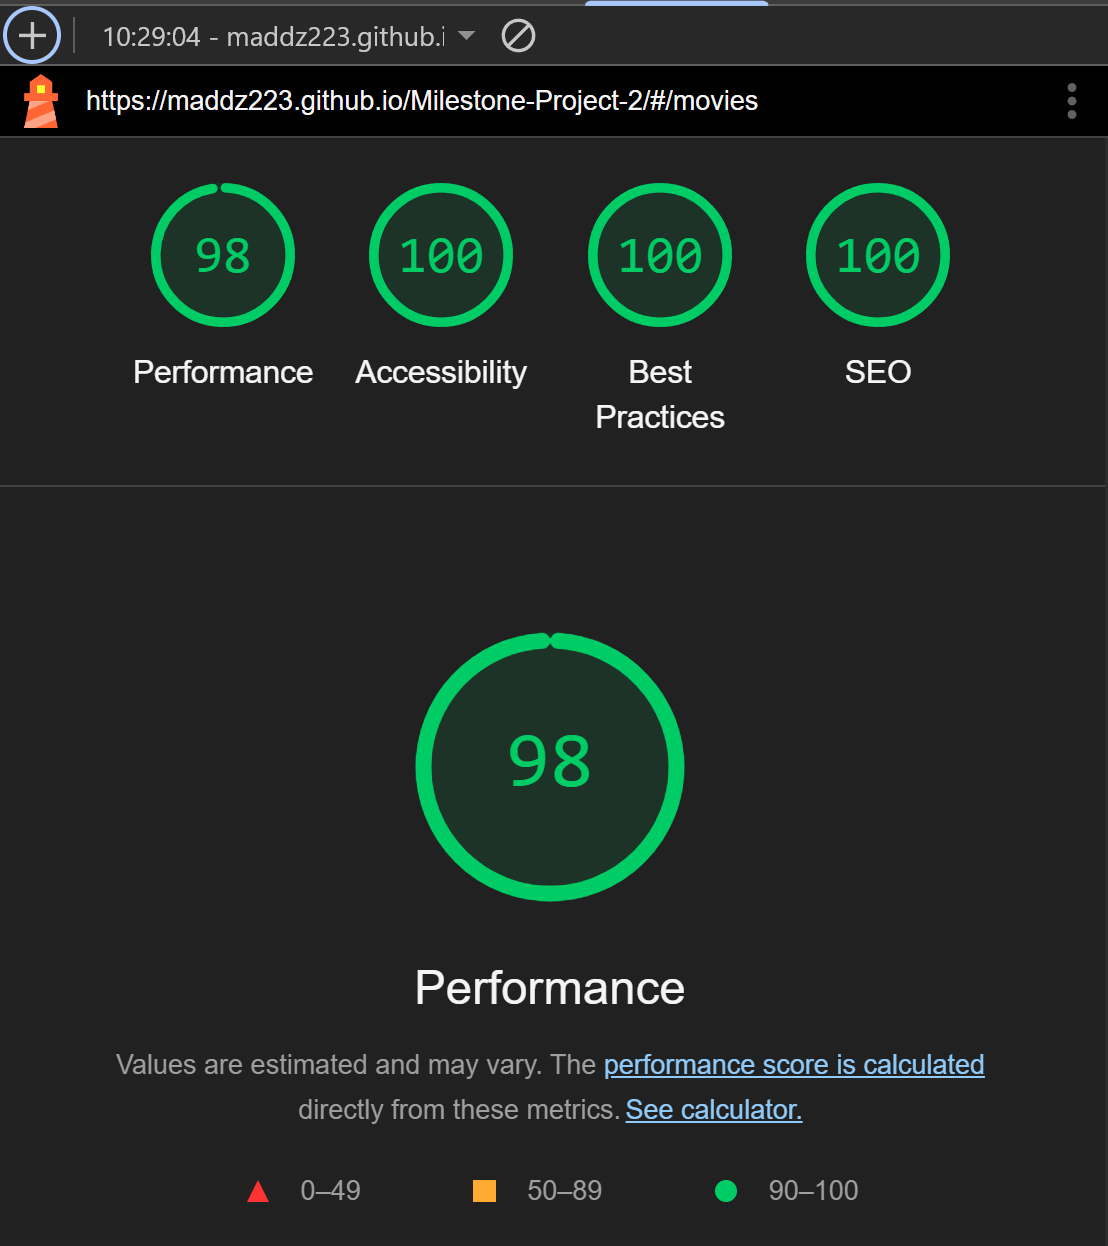 10:29:04 - maddz223.github.i
https://maddz223.github.io/Milestone-Project-2/#/movies
98 100 100 100
Performance Accessibility Best Practices SEO
98
Performance
Values are estimated and may vary. The performance score is calculated
directly from these metrics. See calculator.
0–49 50–89 90–100